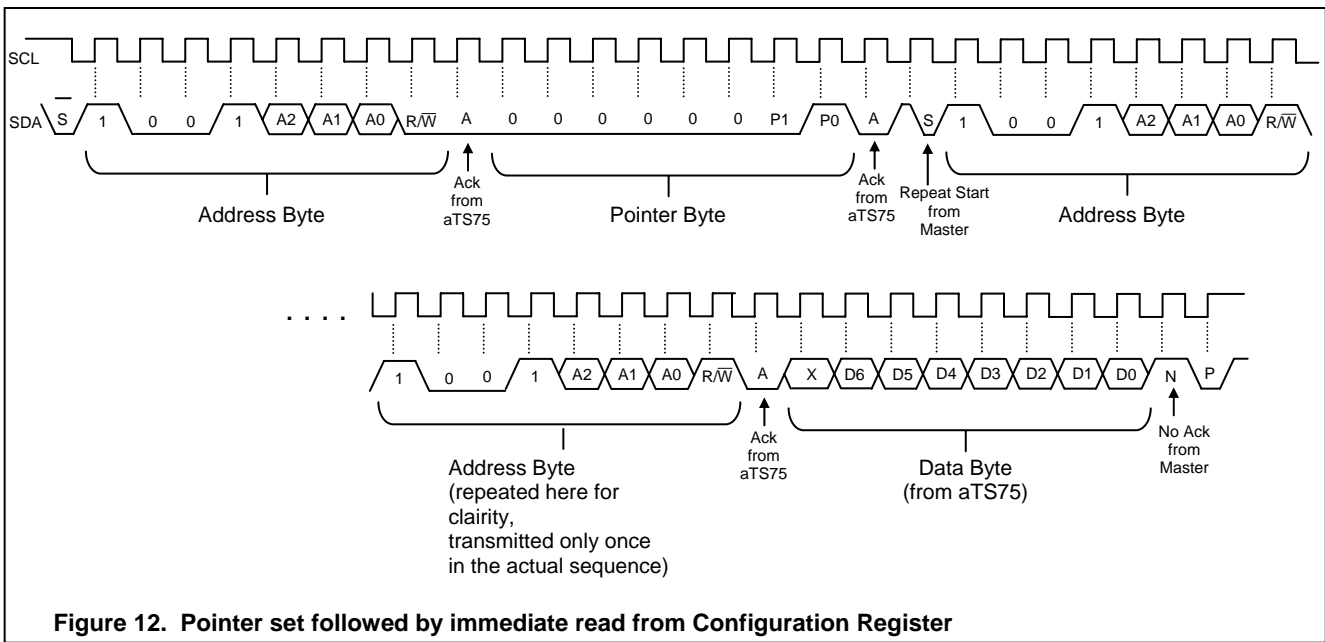 SCL
SDA S 1 0 0 1 A2 A1 A0 R/W A 0 0 0 0 0 0 P1 P0 A S 1 0 0 1 A2 A1 A0 R/W
Address Byte
Ack
from
aTS75
Pointer Byte
Ack
from
aTS75
Repeat Start
from
Master
Address Byte
. . . .
1 0 0 1 A2 A1 A0 R/W A X D6 D5 D4 D3 D2 D1 D0 N P
Address Byte
(repeated here for
clairity,
transmitted only once
in the actual sequence)
Ack
from
aTS75
Data Byte
(from aTS75)
No Ack
from
Master
Figure 12. Pointer set followed by immediate read from Configuration Register